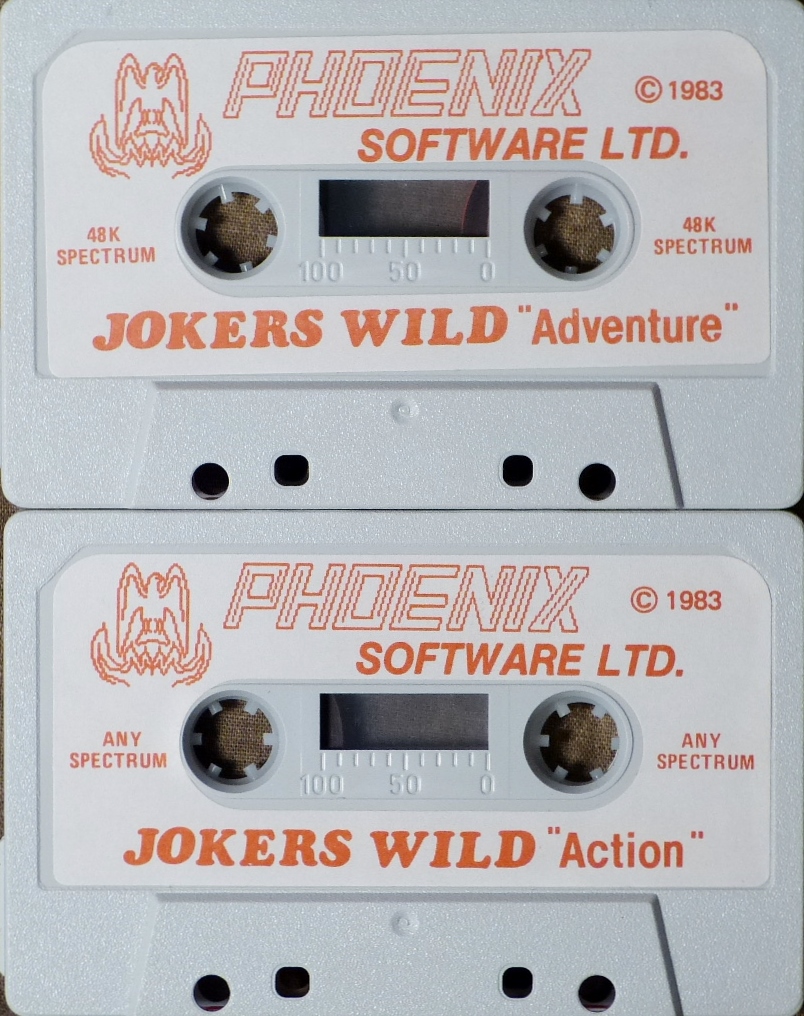 PHOENIX © 1983
SOFTWARE LTD.
48K
SPECTRUM
48K
SPECTRUM
100 50 0
JOKERS WILD "Adventure"
PHOENIX © 1983
SOFTWARE LTD.
ANY
SPECTRUM
ANY
SPECTRUM
100 50 0
JOKERS WILD "Action"